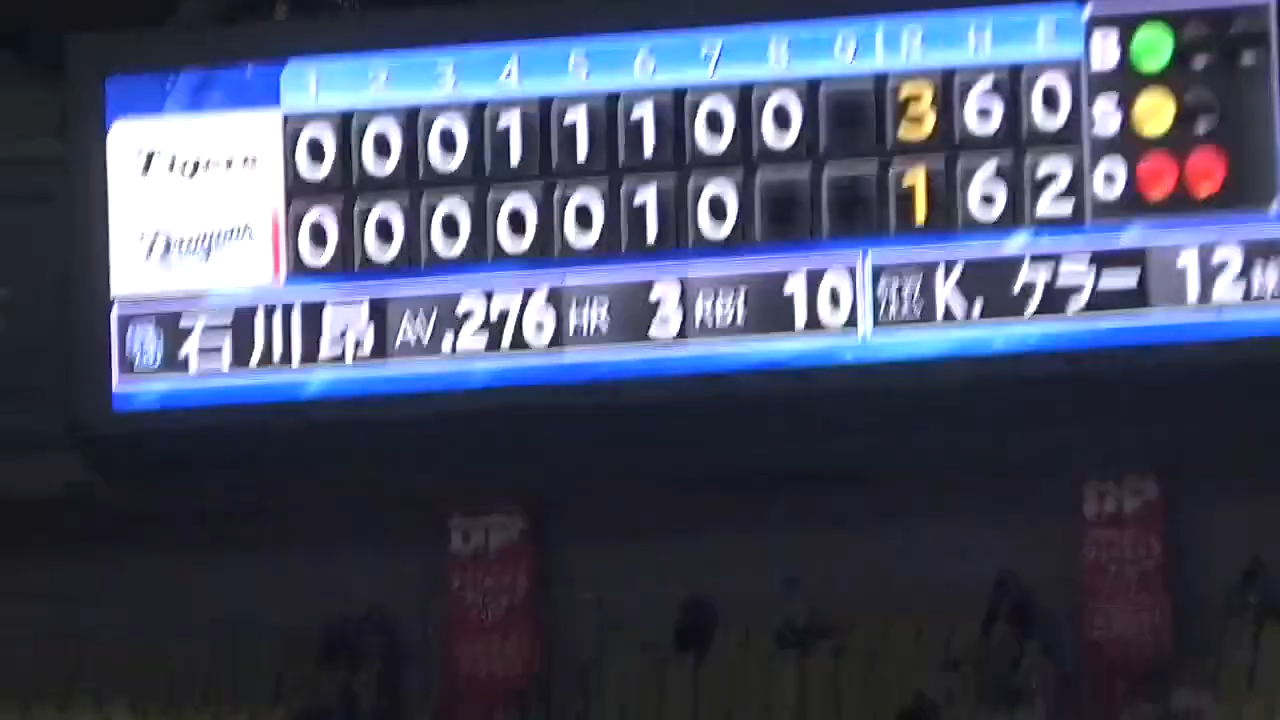 1 2 3 4 5 6 7 8 9 R H E B
Tigers 0 0 0 1 1 1 0 0 3 6 0 S
Dragons 0 0 0 0 0 1 0 1 6 2 O
石川昂 AV .276 HR 3 RBI 10 K. ケラー 12